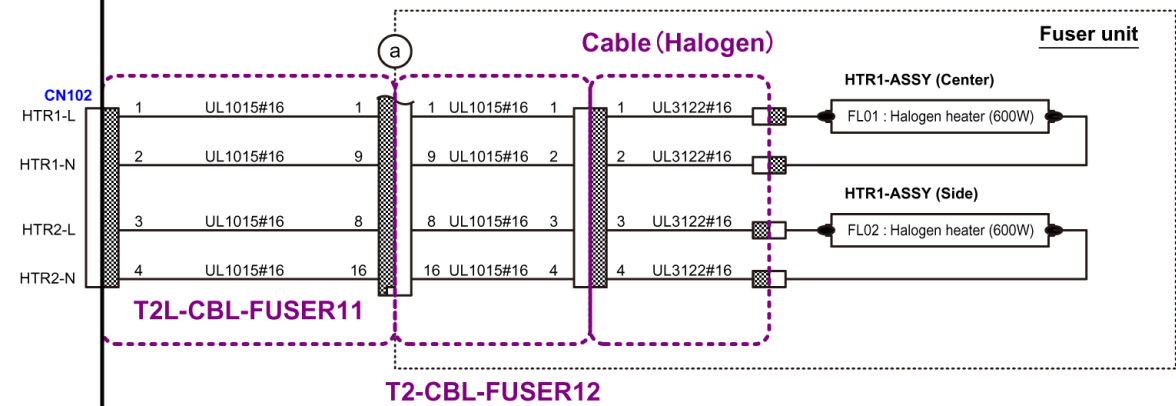 Fuser unit
a
Cable (Halogen)
HTR1-ASSY (Center)
CN102
HTR1-L 1 UL1015#16 1 1 UL1015#16 1 1 UL3122#16 FL01 : Halogen heater (600W)
HTR1-N 2 UL1015#16 9 9 UL1015#16 2 2 UL3122#16
HTR1-ASSY (Side)
HTR2-L 3 UL1015#16 8 8 UL1015#16 3 3 UL3122#16 FL02 : Halogen heater (600W)
HTR2-N 4 UL1015#16 16 16 UL1015#16 4 4 UL3122#16
T2L-CBL-FUSER11
T2-CBL-FUSER12